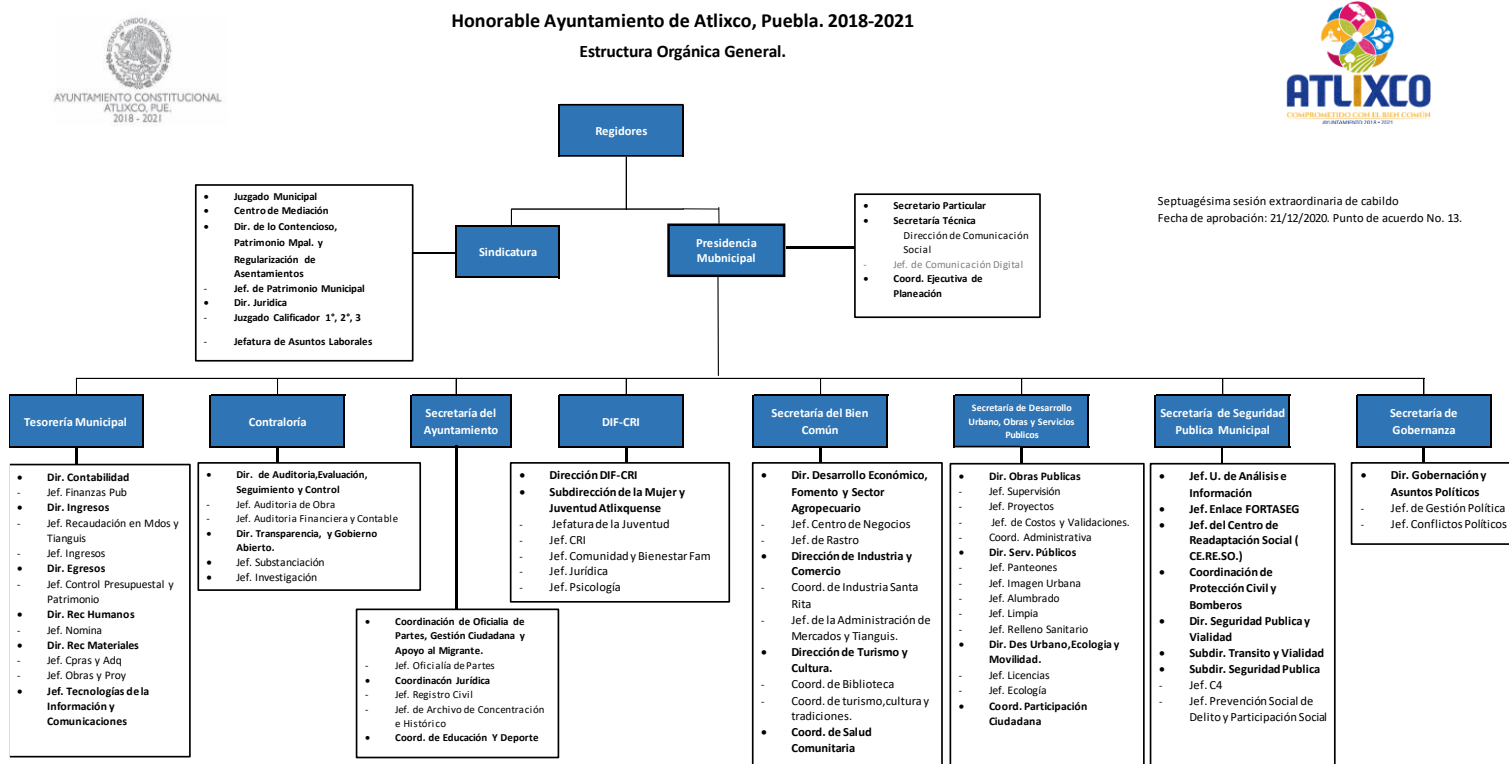 Honorable Ayuntamiento de Atlixco, Puebla. 2018-2021
Estructura Orgánica General.
ESTADOS UNIDOS MEXICANOS
AYUNTAMIENTO CONSTITUCIONAL
ATLIXCO, PUE.
2018 - 2021
ATLIXCO
COMPROMETIDO CON EL BIEN COMÚN
AYUNTAMIENTO 2018 • 2021
Regidores
• Juzgado Municipal
• Centro de Mediación
• Dir. de lo Contencioso,
Patrimonio Mpal. y
Regularización de
Asentamientos
- Jef. de Patrimonio Municipal
• Dir. Juridica
- Juzgado Calificador 1°, 2°, 3
- Jefatura de Asuntos Laborales
Sindicatura
Presidencia
Mubnicipal
• Secretario Particular
• Secretaría Técnica
Dirección de Comunicación
Social
- Jef. de Comunicación Digital
• Coord. Ejecutiva de
Planeación
Septuagésima sesión extraordinaria de cabildo
Fecha de aprobación: 21/12/2020. Punto de acuerdo No. 13.
Tesorería Municipal
• Dir. Contabilidad
- Jef. Finanzas Pub
• Dir. Ingresos
- Jef. Recaudación en Mdos y
Tianguis
- Jef. Ingresos
• Dir. Egresos
- Jef. Control Presupuestal y
Patrimonio
• Dir. Rec Humanos
- Jef. Nomina
• Dir. Rec Materiales
- Jef. Cpras y Adq
- Jef. Obras y Proy
• Jef. Tecnologías de la
Información y
Comunicaciones
Contraloría
• Dir. de Auditoria,Evaluación,
Seguimiento y Control
- Jef. Auditoria de Obra
- Jef. Auditoria Financiera y Contable
• Dir. Transparencia, y Gobierno
Abierto.
• Jef. Substanciación
• Jef. Investigación
Secretaría del
Ayuntamiento
• Coordinación de Oficialia de
Partes, Gestión Ciudadana y
Apoyo al Migrante.
- Jef. Oficialía de Partes
• Coordinacón Jurídica
- Jef. Registro Civil
- Jef. de Archivo de Concentración
e Histórico
• Coord. de Educación Y Deporte
DIF-CRI
• Dirección DIF-CRI
• Subdirección de la Mujer y
Juventud Atlixquense
- Jefatura de la Juventud
- Jef. CRI
- Jef. Comunidad y Bienestar Fam
- Jef. Jurídica
- Jef. Psicología
Secretaría del Bien
Común
• Dir. Desarrollo Económico,
Fomento y Sector
Agropecuario
- Jef. Centro de Negocios
- Jef. de Rastro
• Dirección de Industria y
Comercio
- Coord. de Industria Santa
Rita
- Jef. de la Administración de
Mercados y Tianguis.
• Dirección de Turismo y
Cultura.
- Coord. de Biblioteca
- Coord. de turismo,cultura y
tradiciones.
• Coord. de Salud
Comunitaria
Secretaría de Desarrollo
Urbano, Obras y Servicios
Publicos
• Dir. Obras Publicas
- Jef. Supervisión
- Jef. Proyectos
- Jef. de Costos y Validaciones.
- Coord. Administrativa
• Dir. Serv. Públicos
- Jef. Panteones
- Jef. Imagen Urbana
- Jef. Alumbrado
- Jef. Limpia
- Jef. Relleno Sanitario
• Dir. Des Urbano,Ecologia y
Movilidad.
- Jef. Licencias
- Jef. Ecología
• Coord. Participación
Ciudadana
Secretaría de Seguridad
Publica Municipal
• Jef. U. de Análisis e
Información
• Jef. Enlace FORTASEG
• Jef. del Centro de
Readaptación Social (
CE.RE.SO.)
• Coordinación de
Protección Civil y
Bomberos
• Dir. Seguridad Publica y
Vialidad
• Subdir. Transito y Vialidad
• Subdir. Seguridad Publica
- Jef. C4
- Jef. Prevención Social de
Delito y Participación Social
Secretaría de
Gobernanza
• Dir. Gobernación y
Asuntos Políticos
- Jef. de Gestión Política
- Jef. Conflictos Políticos